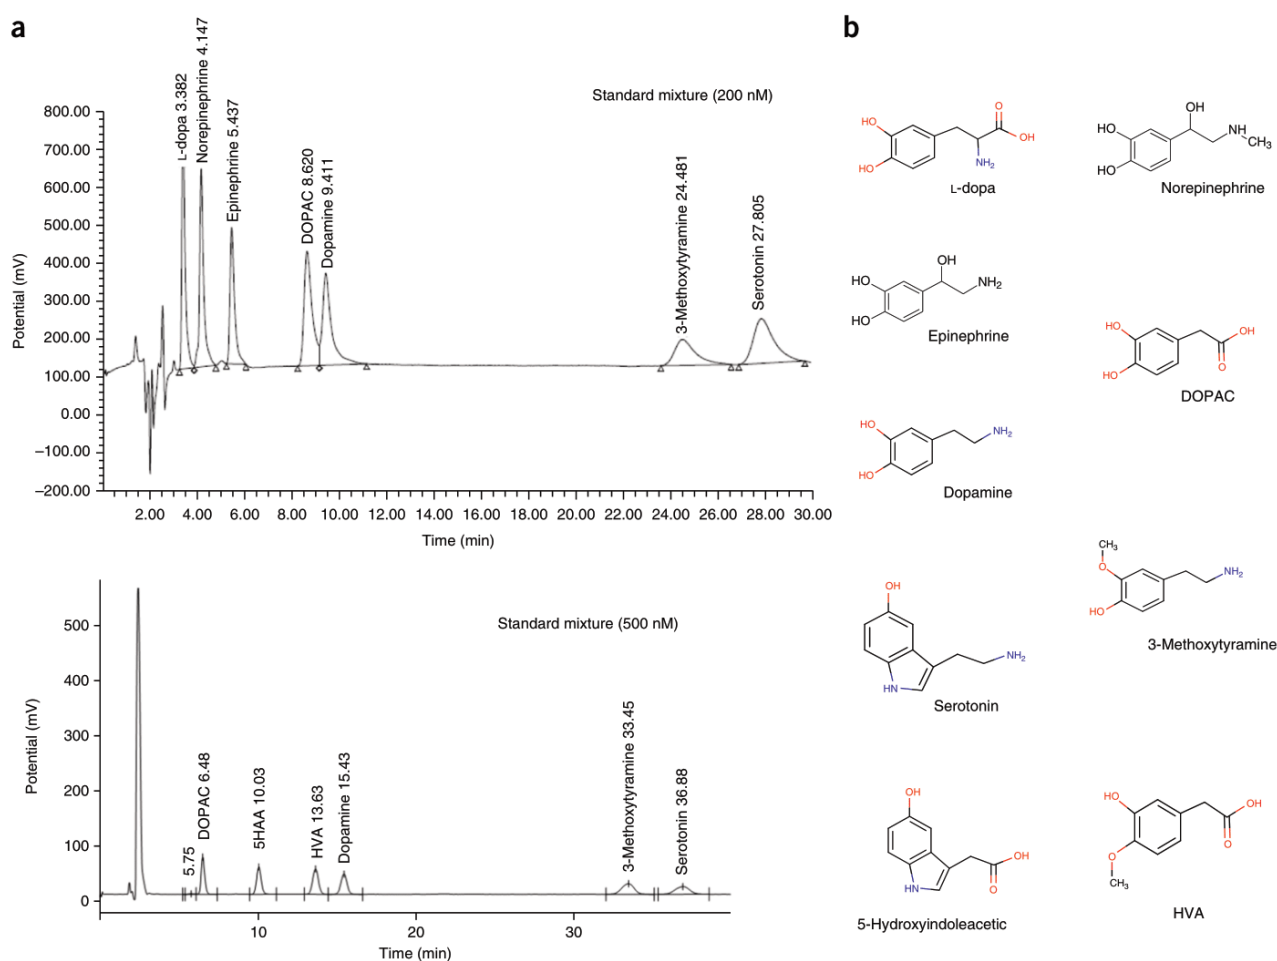 a
Standard mixture (200 nM)
Potential (mV)
800.00
700.00
600.00
500.00
400.00
300.00
200.00
100.00
0.00
−100.00
−200.00
L-dopa 3.382
Norepinephrine 4.147
Epinephrine 5.437
DOPAC 8.620
Dopamine 9.411
3-Methoxytyramine 24.481
Serotonin 27.805
2.00 4.00 6.00 8.00 10.00 12.00 14.00 16.00 18.00 20.00 22.00 24.00 26.00 28.00 30.00
Time (min)
Standard mixture (500 nM)
Potential (mV)
500
400
300
200
100
0
5.75
DOPAC 6.48
5HAA 10.03
HVA 13.63
Dopamine 15.43
3-Methoxytyramine 33.45
Serotonin 36.88
10 20 30
Time (min)
b
HO
HO
O
OH
NH2
L-dopa
OH
HO
HO
NH
CH3
Norepinephrine
OH
HO
HO
NH2
Epinephrine
HO
HO
OH
O
DOPAC
HO
HO
NH2
Dopamine
CH3
O
HO
NH2
3-Methoxytyramine
OH
HN
NH2
Serotonin
OH
HN
OH
O
5-Hydroxyindoleacetic
HO
O
CH3
OH
O
HVA